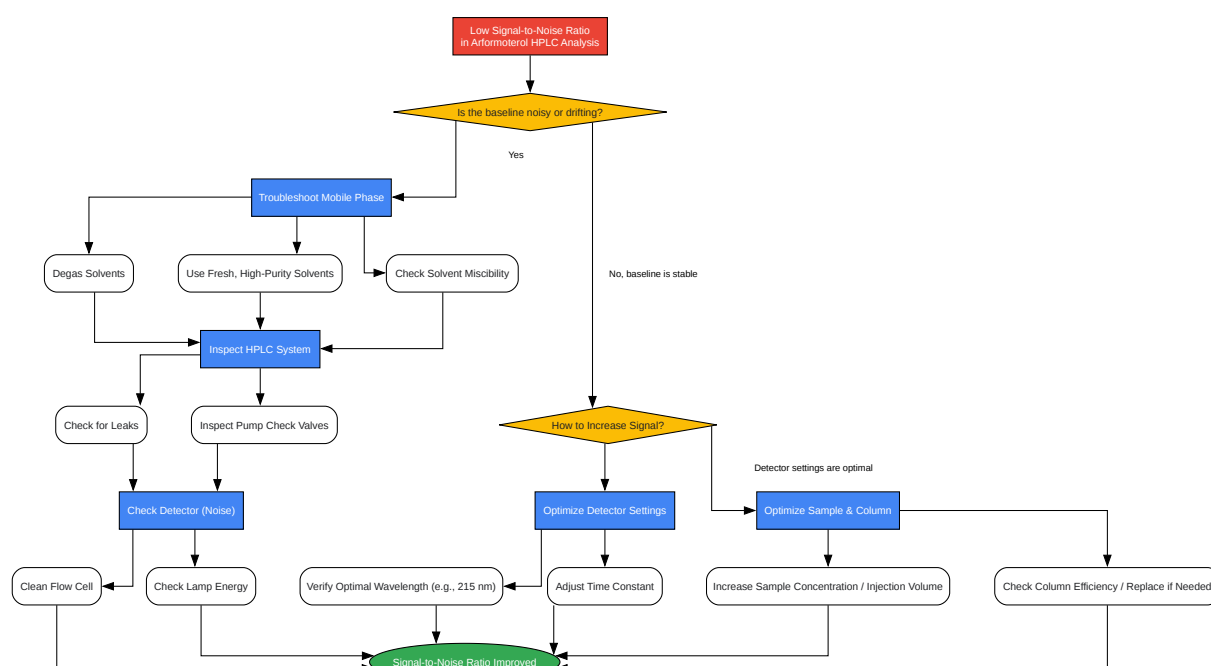 Low Signal-to-Noise Ratio
in Arformoterol HPLC Analysis
Is the baseline noisy or drifting?
Yes
Troubleshoot Mobile Phase
Degas Solvents
Use Fresh, High-Purity Solvents
Check Solvent Miscibility
No, baseline is stable
Inspect HPLC System
Check for Leaks
Inspect Pump Check Valves
How to Increase Signal?
Detector settings are optimal
Check Detector (Noise)
Optimize Detector Settings
Optimize Sample & Column
Clean Flow Cell
Check Lamp Energy
Verify Optimal Wavelength (e.g., 215 nm)
Adjust Time Constant
Increase Sample Concentration / Injection Volume
Check Column Efficiency / Replace if Needed
Signal-to-Noise Ratio Improved